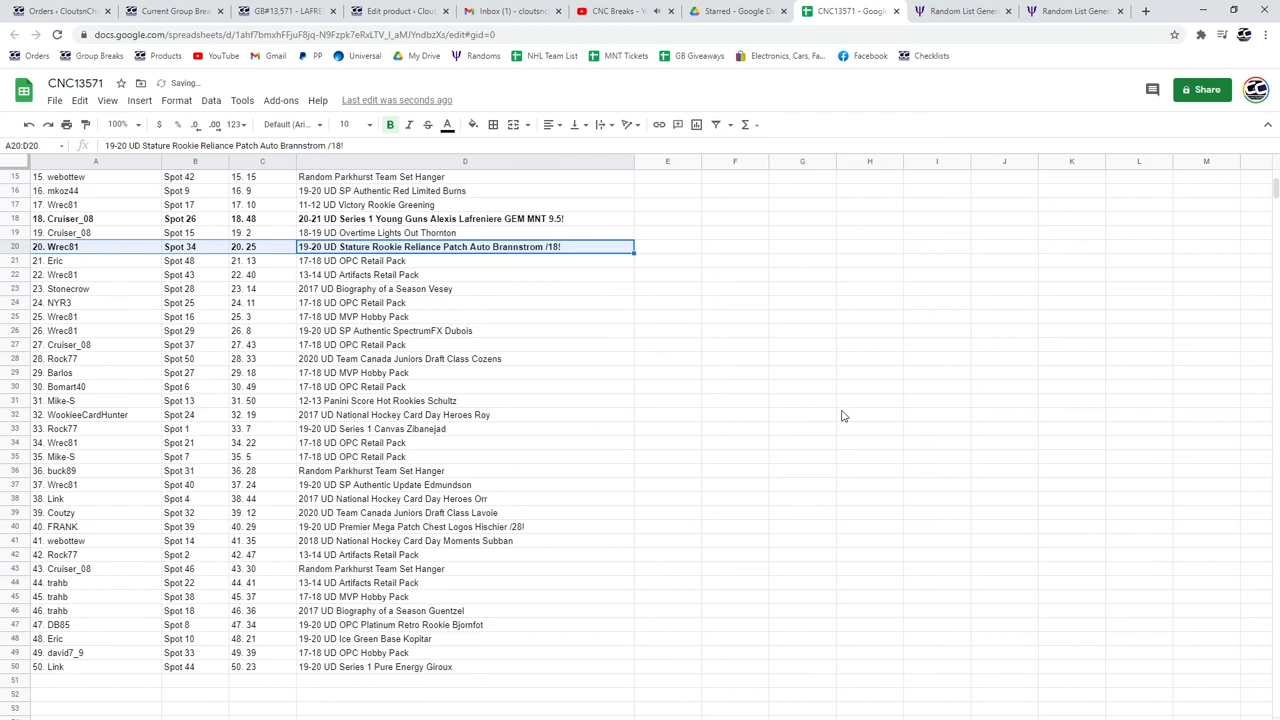 Orders ‹ CloutsnCh
Current Group Break
GB#13,571 - LAFREN
Edit product ‹ Clouts
Inbox (1) - cloutsnch
CNC Breaks -
Starred - Google Dr
CNC13571 - Google
Random List Genera
Random List Genera
docs.google.com/spreadsheets/d/1ahf7bmxhFFjuF8jq-N9Fzpk7eRxLTV_I_aMJYndbzXs/edit#gid=0
Orders
Group Breaks
Products
YouTube
Gmail
PP
Universal
My Drive
Randoms
NHL Team List
MNT Tickets
GB Giveaways
Electronics, Cars, Fa...
Facebook
Checklists
CNC13571
Saving...
File Edit View Insert Format Data Tools Add-ons Help Last edit was seconds ago
Share
100% $ % .0 .00 123 Default (Ari... 10 B I S A
A20:D20 fx 19-20 UD Stature Rookie Reliance Patch Auto Brannstrom /18!
A B C D E F G H I J K L M
15 15. webottew Spot 42 15. 15 Random Parkhurst Team Set Hanger
16 16. mkoz44 Spot 9 16. 9 19-20 UD SP Authentic Red Limited Burns
17 17. Wrec81 Spot 17 17. 10 11-12 UD Victory Rookie Greening
18 18. Cruiser_08 Spot 26 18. 48 20-21 UD Series 1 Young Guns Alexis Lafreniere GEM MNT 9.5!
19 19. Cruiser_08 Spot 15 19. 2 18-19 UD Overtime Lights Out Thornton
20 20. Wrec81 Spot 34 20. 25 19-20 UD Stature Rookie Reliance Patch Auto Brannstrom /18!
21 21. Eric Spot 48 21. 13 17-18 UD OPC Retail Pack
22 22. Wrec81 Spot 43 22. 40 13-14 UD Artifacts Retail Pack
23 23. Stonecrow Spot 28 23. 14 2017 UD Biography of a Season Vesey
24 24. NYR3 Spot 25 24. 11 17-18 UD OPC Retail Pack
25 25. Wrec81 Spot 16 25. 3 17-18 UD MVP Hobby Pack
26 26. Wrec81 Spot 29 26. 8 19-20 UD SP Authentic SpectrumFX Dubois
27 27. Cruiser_08 Spot 37 27. 43 17-18 UD OPC Retail Pack
28 28. Rock77 Spot 50 28. 33 2020 UD Team Canada Juniors Draft Class Cozens
29 29. Barlos Spot 27 29. 18 17-18 UD MVP Hobby Pack
30 30. Bomart40 Spot 6 30. 49 17-18 UD OPC Retail Pack
31 31. Mike-S Spot 13 31. 50 12-13 Panini Score Hot Rookies Schultz
32 32. WookieeCardHunter Spot 24 32. 19 2017 UD National Hockey Card Day Heroes Roy
33 33. Rock77 Spot 1 33. 7 19-20 UD Series 1 Canvas Zibanejad
34 34. Wrec81 Spot 21 34. 22 17-18 UD OPC Retail Pack
35 35. Mike-S Spot 7 35. 5 17-18 UD OPC Retail Pack
36 36. buck89 Spot 31 36. 28 Random Parkhurst Team Set Hanger
37 37. Wrec81 Spot 40 37. 24 19-20 UD SP Authentic Update Edmundson
38 38. Link Spot 4 38. 44 2017 UD National Hockey Card Day Heroes Orr
39 39. Coutzy Spot 32 39. 12 2020 UD Team Canada Juniors Draft Class Lavoie
40 40. FRANK Spot 39 40. 29 19-20 UD Premier Mega Patch Chest Logos Hischier /28!
41 41. webottew Spot 14 41. 35 2018 UD National Hockey Card Day Moments Subban
42 42. Rock77 Spot 2 42. 47 13-14 UD Artifacts Retail Pack
43 43. Cruiser_08 Spot 46 43. 30 Random Parkhurst Team Set Hanger
44 44. trahb Spot 22 44. 41 13-14 UD Artifacts Retail Pack
45 45. trahb Spot 38 45. 37 17-18 UD MVP Hobby Pack
46 46. trahb Spot 18 46. 36 2017 UD Biography of a Season Guentzel
47 47. DB85 Spot 8 47. 34 19-20 UD OPC Platinum Retro Rookie Bjornfot
48 48. Eric Spot 10 48. 21 19-20 UD Ice Green Base Kopitar
49 49. david7_9 Spot 33 49. 39 17-18 UD OPC Hobby Pack
50 50. Link Spot 44 50. 23 19-20 UD Series 1 Pure Energy Giroux
51
52
53